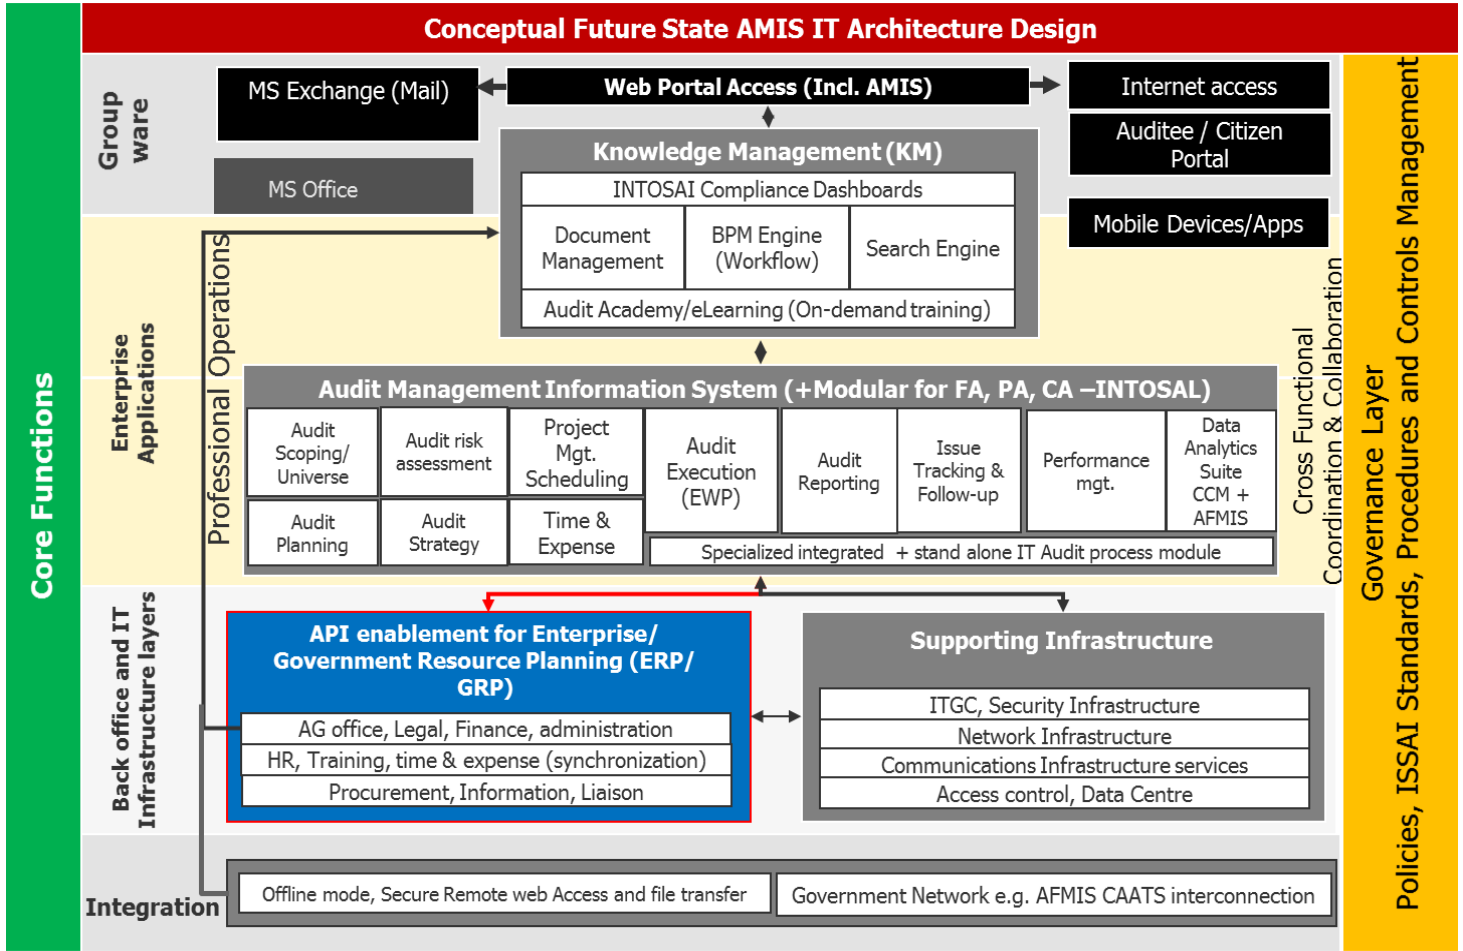 Conceptual Future State AMIS IT Architecture Design
Core Functions
Group
ware
MS Exchange (Mail)
Web Portal Access (Incl. AMIS)
Internet access
Auditee / Citizen
Portal
MS Office
Mobile Devices/Apps
Knowledge Management (KM)
INTOSAI Compliance Dashboards
Document
Management
BPM Engine
(Workflow)
Search Engine
Audit Academy/eLearning (On-demand training)
Enterprise
Applications
Professional Operations
Audit Management Information System (+Modular for FA, PA, CA –INTOSAL)
Audit
Scoping/
Universe
Audit risk
assessment
Project
Mgt.
Scheduling
Audit
Execution
(EWP)
Audit
Reporting
Issue
Tracking &
Follow-up
Performance
mgt.
Data
Analytics
Suite
CCM +
AFMIS
Audit
Planning
Audit
Strategy
Time &
Expense
Specialized integrated + stand alone IT Audit process module
Cross Functional
Coordination & Collaboration
Governance Layer
Policies, ISSAI Standards, Procedures and Controls Management
Back office and IT
Infrastructure layers
API enablement for Enterprise/
Government Resource Planning (ERP/
GRP)
AG office, Legal, Finance, administration
HR, Training, time & expense (synchronization)
Procurement, Information, Liaison
Supporting Infrastructure
ITGC, Security Infrastructure
Network Infrastructure
Communications Infrastructure services
Access control, Data Centre
Integration
Offline mode, Secure Remote web Access and file transfer
Government Network e.g. AFMIS CAATS interconnection